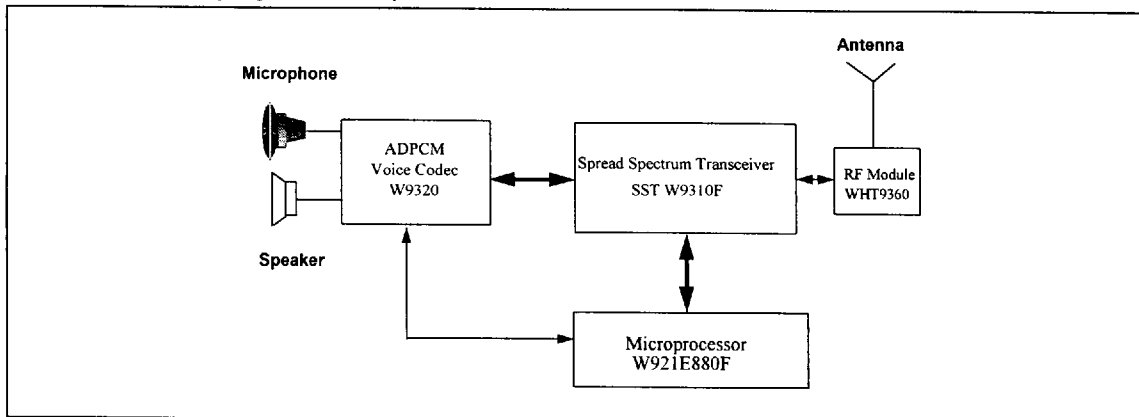 Antenna
Microphone
ADPCM
Voice Codec
W9320
Spread Spectrum Transceiver
SST W9310F
RF Module
WHT9360
Speaker
Microprocessor
W921E880F